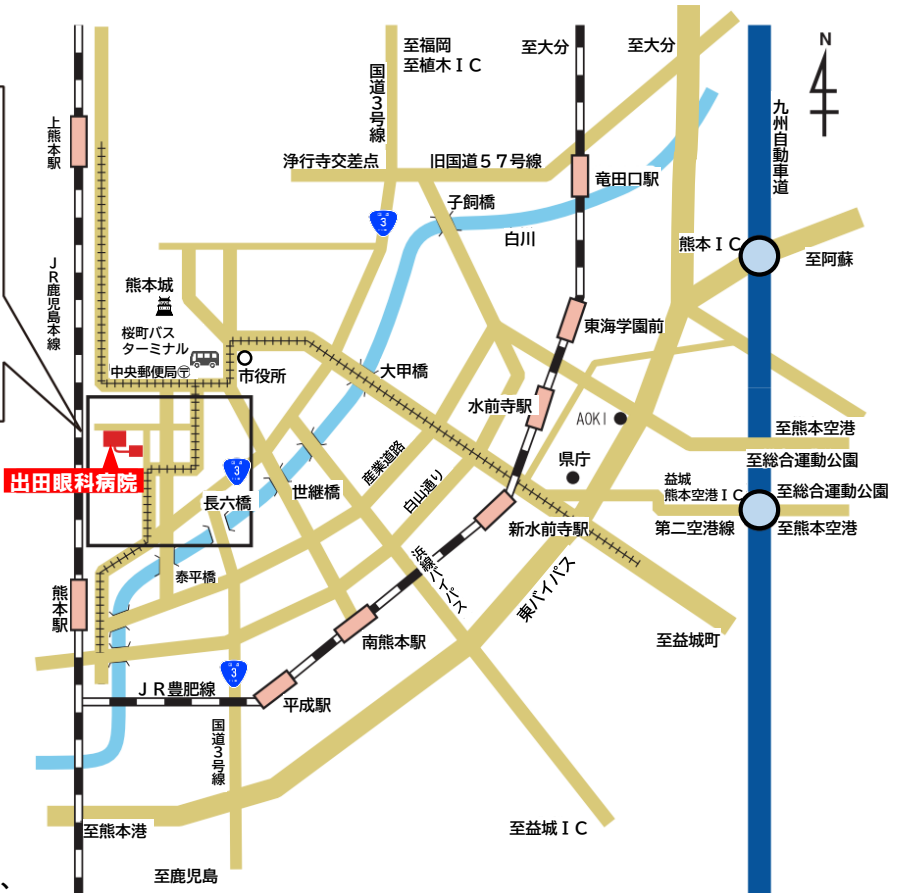 至福岡
至植木ＩＣ
国道３号線
至大分
至大分
N
九州自動車道
上熊本駅
浄行寺交差点
旧国道５７号線
竜田口駅
子飼橋
3
白川
熊本ＩＣ
至阿蘇
ＪＲ鹿児島本線
熊本城
桜町バス
ターミナル
中央郵便局〒
市役所
東海学園前
大甲橋
水前寺駅
AOKI
至熊本空港
至総合運動公園
産業道路
県庁
出田眼科病院
3
長六橋
世継橋
白山通り
益城
熊本空港ＩＣ
至総合運動公園
新水前寺駅
第二空港線
至熊本空港
泰平橋
浜線バイパス
東バイパス
熊本駅
南熊本駅
至益城町
3
ＪＲ豊肥線
平成駅
国道３号線
至熊本港
至益城ＩＣ
至鹿児島
、